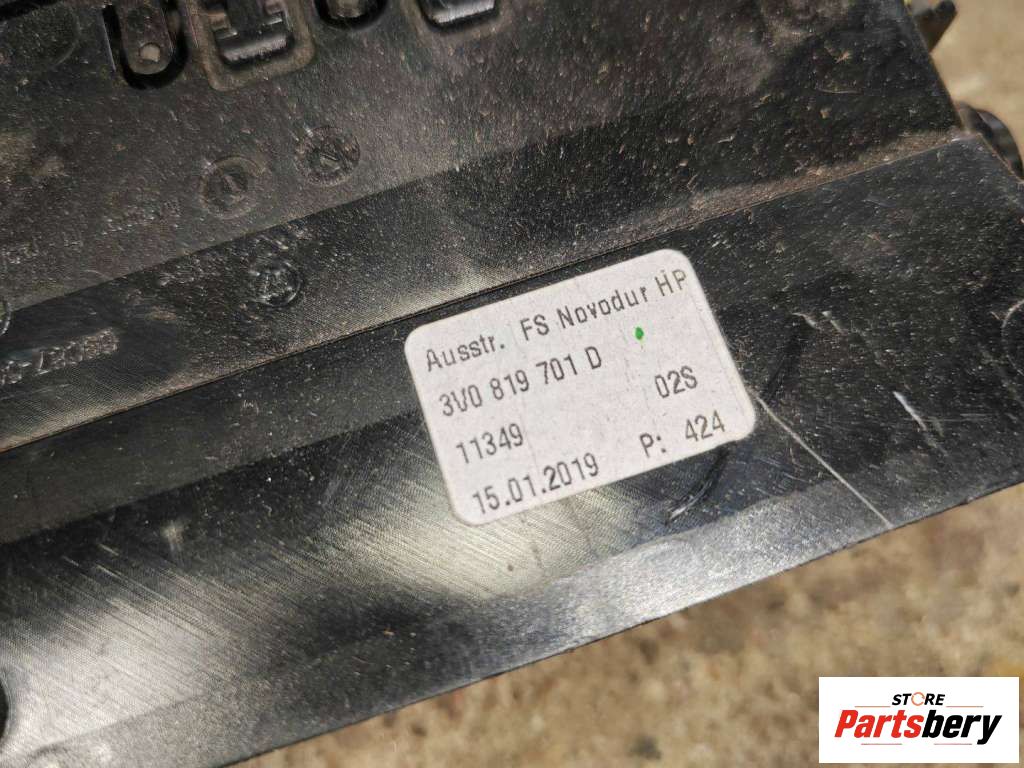 Ausstr. FS Novodur HP
3V0 819 701 D
11349 02S
15.01.2019 P: 424
STORE
Partsbery